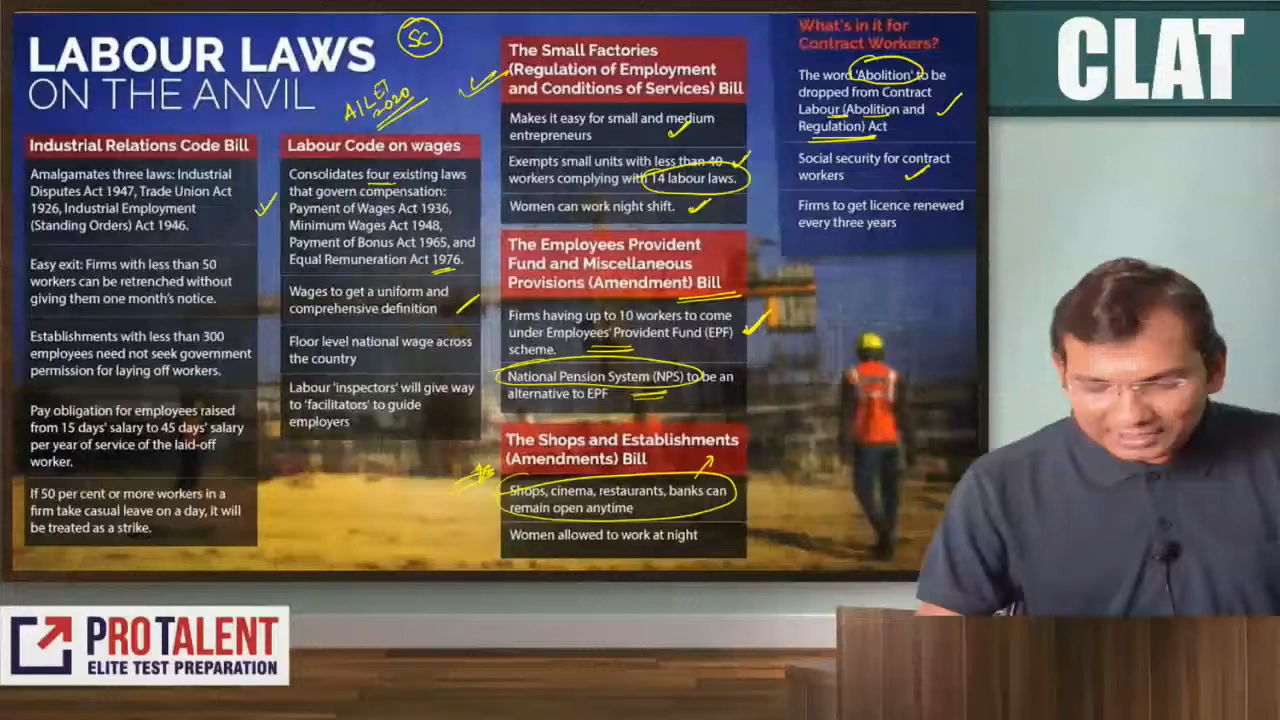 LABOUR LAWS
ON THE ANVIL
SC
AILET
2020
Industrial Relations Code Bill
Amalgamates three laws: Industrial
Disputes Act 1947, Trade Union Act
1926, Industrial Employment
(Standing Orders) Act 1946.
Easy exit: Firms with less than 50
workers can be retrenched without
giving them one month's notice.
Establishments with less than 300
employees need not seek government
permission for laying off workers.
Pay obligation for employees raised
from 15 days' salary to 45 days' salary
per year of service of the laid-off
worker.
If 50 per cent or more workers in a
firm take casual leave on a day, it will
be treated as a strike.
Labour Code on wages
Consolidates four existing laws
that govern compensation:
Payment of Wages Act 1936,
Minimum Wages Act 1948,
Payment of Bonus Act 1965, and
Equal Remuneration Act 1976.
Wages to get a uniform and
comprehensive definition
Floor level national wage across
the country
Labour 'inspectors' will give way
to 'facilitators' to guide
employers
The Small Factories
(Regulation of Employment
and Conditions of Services) Bill
Makes it easy for small and medium
entrepreneurs
Exempts small units with less than 40
workers complying with 14 labour laws.
Women can work night shift.
The Employees Provident
Fund and Miscellaneous
Provisions (Amendment) Bill
Firms having up to 10 workers to come
under Employees' Provident Fund (EPF)
scheme.
National Pension System (NPS) to be an
alternative to EPF
The Shops and Establishments
(Amendments) Bill
Shops, cinema, restaurants, banks can
remain open anytime
Women allowed to work at night
What's in it for
Contract Workers?
The word 'Abolition' to be
dropped from Contract
Labour (Abolition and
Regulation) Act
Social security for contract
workers
Firms to get licence renewed
every three years
CLAT
PROTALENT
ELITE TEST PREPARATION